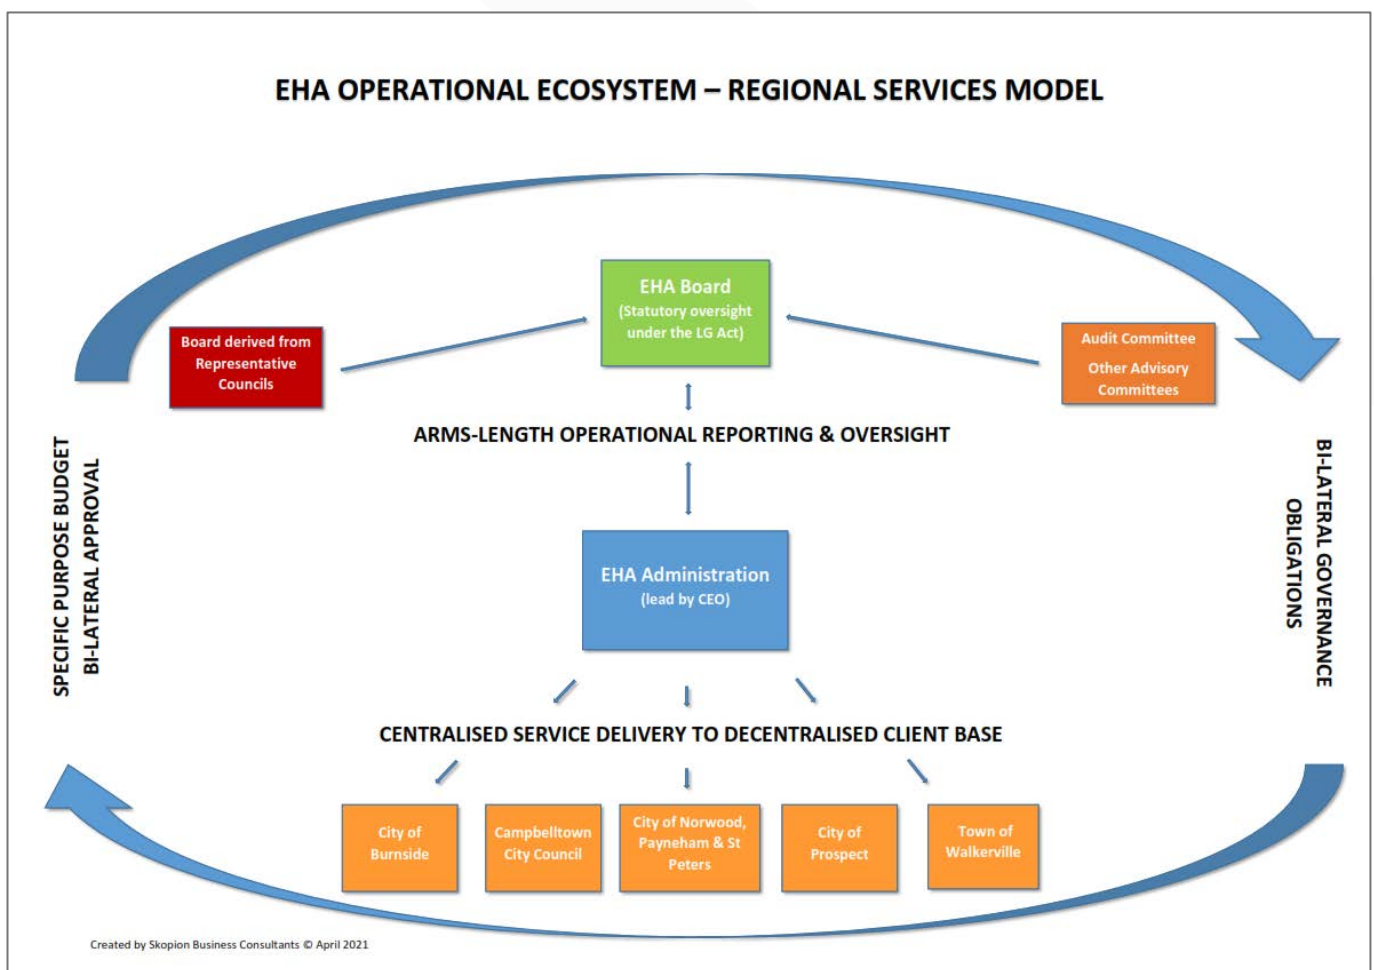 EHA OPERATIONAL ECOSYSTEM – REGIONAL SERVICES MODEL
EHA Board
(Statutory oversight
under the LG Act)
Board derived from
Representative
Councils
Audit Committee
Other Advisory
Committees
ARMS-LENGTH OPERATIONAL REPORTING & OVERSIGHT
SPECIFIC PURPOSE BUDGET
BI-LATERAL APPROVAL
BI-LATERAL GOVERNANCE
OBLIGATIONS
EHA Administration
(lead by CEO)
CENTRALISED SERVICE DELIVERY TO DECENTRALISED CLIENT BASE
City of
Burnside
Campbelltown
City Council
City of Norwood,
Payneham & St
Peters
City of
Prospect
Town of
Walkerville
Created by Skopion Business Consultants © April 2021